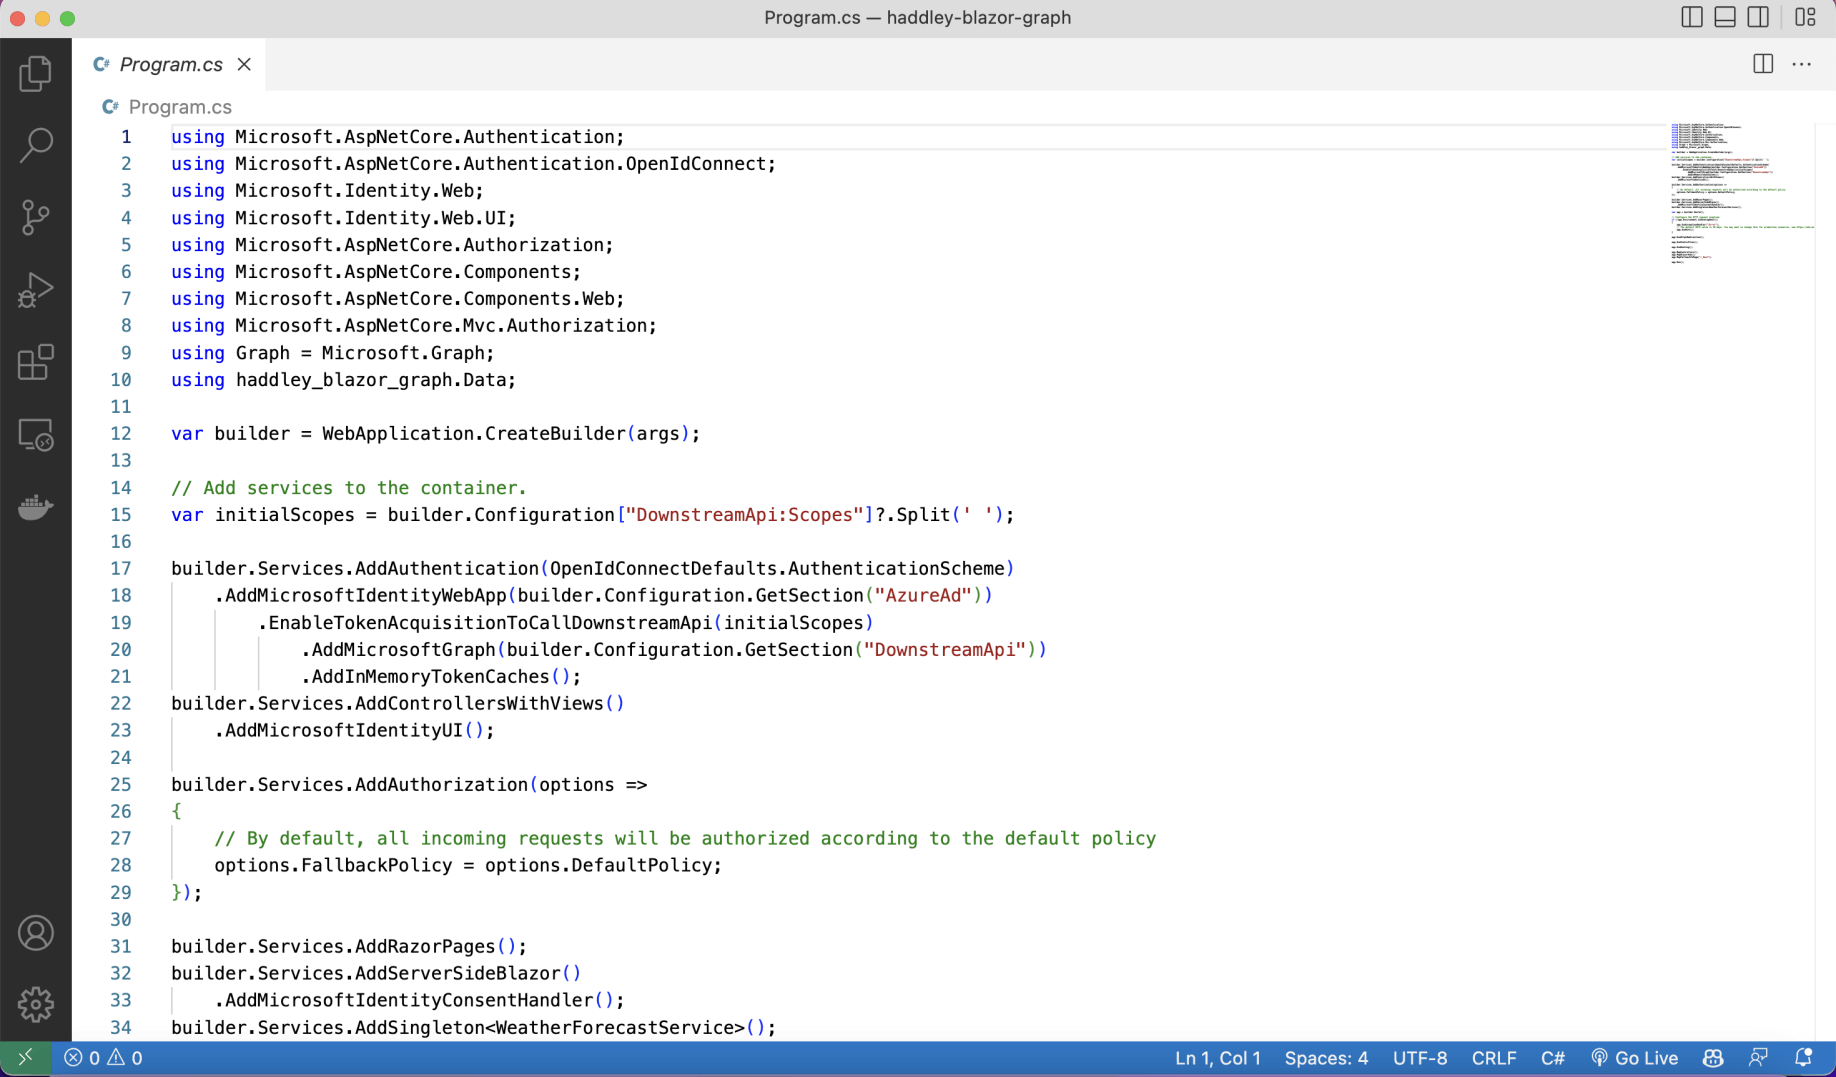 Program.cs — haddley-blazor-graph
C# Program.cs
C# Program.cs
1 using Microsoft.AspNetCore.Authentication;
2 using Microsoft.AspNetCore.Authentication.OpenIdConnect;
3 using Microsoft.Identity.Web;
4 using Microsoft.Identity.Web.UI;
5 using Microsoft.AspNetCore.Authorization;
6 using Microsoft.AspNetCore.Components;
7 using Microsoft.AspNetCore.Components.Web;
8 using Microsoft.AspNetCore.Mvc.Authorization;
9 using Graph = Microsoft.Graph;
10 using haddley_blazor_graph.Data;
11
12 var builder = WebApplication.CreateBuilder(args);
13
14 // Add services to the container.
15 var initialScopes = builder.Configuration["DownstreamApi:Scopes"]?.Split(' ');
16
17 builder.Services.AddAuthentication(OpenIdConnectDefaults.AuthenticationScheme)
18 .AddMicrosoftIdentityWebApp(builder.Configuration.GetSection("AzureAd"))
19 .EnableTokenAcquisitionToCallDownstreamApi(initialScopes)
20 .AddMicrosoftGraph(builder.Configuration.GetSection("DownstreamApi"))
21 .AddInMemoryTokenCaches();
22 builder.Services.AddControllersWithViews()
23 .AddMicrosoftIdentityUI();
24
25 builder.Services.AddAuthorization(options =>
26 {
27 // By default, all incoming requests will be authorized according to the default policy
28 options.FallbackPolicy = options.DefaultPolicy;
29 });
30
31 builder.Services.AddRazorPages();
32 builder.Services.AddServerSideBlazor()
33 .AddMicrosoftIdentityConsentHandler();
34 builder.Services.AddSingleton<WeatherForecastService>();
0 0 Ln 1, Col 1 Spaces: 4 UTF-8 CRLF C# Go Live